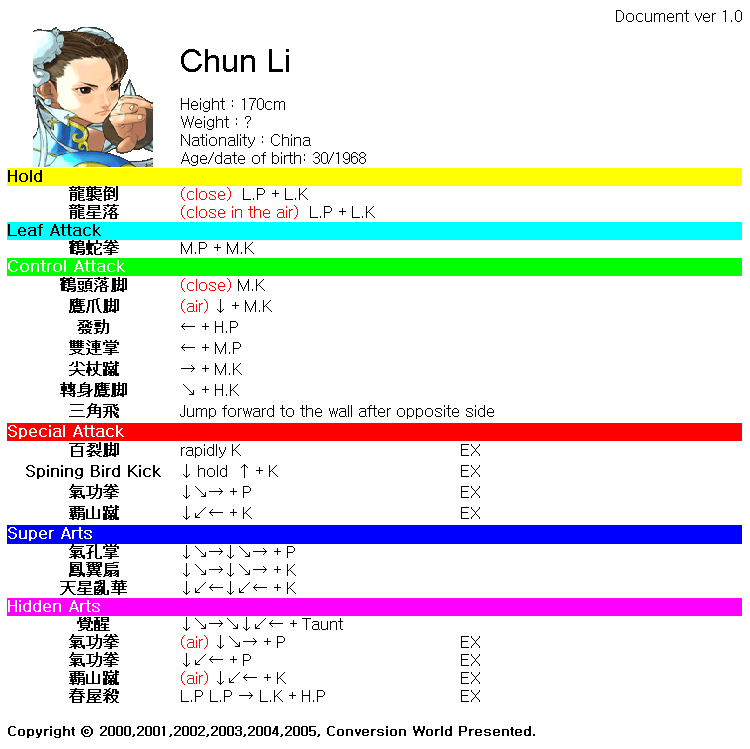 Document ver 1.0
Chun Li
Height : 170cm
Weight : ?
Nationality : China
Age/date of birth: 30/1968
Hold
龍襲倒 (close) L.P + L.K
龍星落 (close in the air) L.P + L.K
Leaf Attack
鶴蛇拳 M.P + M.K
Control Attack
鶴頭落脚 (close) M.K
鷹爪脚 (air) ↓ + M.K
發勁 ← + H.P
雙連掌 ← + M.P
尖杖蹴 → + M.K
轉身鷹脚 ↘ + H.K
三角飛 Jump forward to the wall after opposite side
Special Attack
百裂脚 rapidly K EX
Spining Bird Kick ↓ hold ↑ + K EX
氣功拳 ↓↘→ + P EX
覇山蹴 ↓↙← + K EX
Super Arts
氣孔掌 ↓↘→↓↘→ + P
鳳翼扇 ↓↘→↓↘→ + K
天星亂華 ↓↙←↓↙← + K
Hidden Arts
覺醒 ↓↘→↘↓↙← + Taunt
氣功拳 (air) ↓↘→ + P EX
氣功拳 ↓↙← + P EX
覇山蹴 (air) ↓↙← + K EX
春屋殺 L.P L.P → L.K + H.P EX
Copyright © 2000,2001,2002,2003,2004,2005, Conversion World Presented.